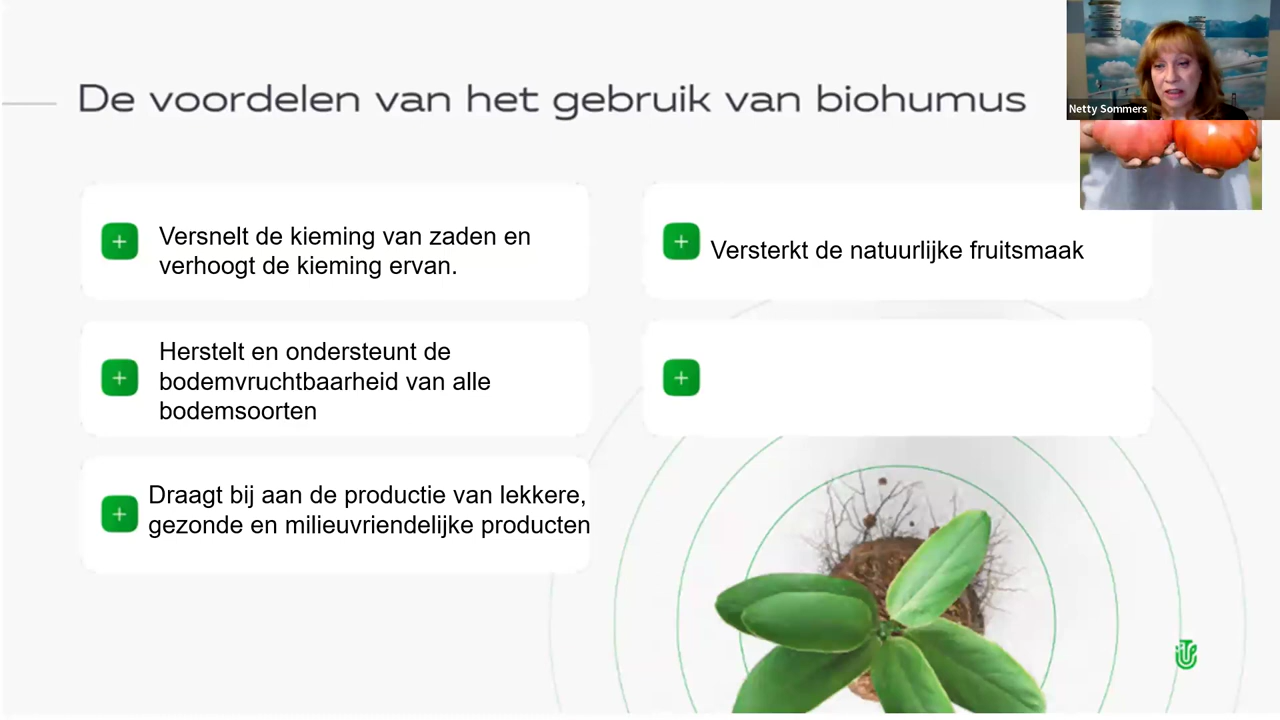 De voordelen van het gebruik van biohumus
Netty Sommers
Versnelt de kieming van zaden en
verhoogt de kieming ervan.
Versterkt de natuurlijke fruitsmaak
Herstelt en ondersteunt de
bodemvruchtbaarheid van alle
bodemsoorten
Draagt bij aan de productie van lekkere,
gezonde en milieuvriendelijke producten